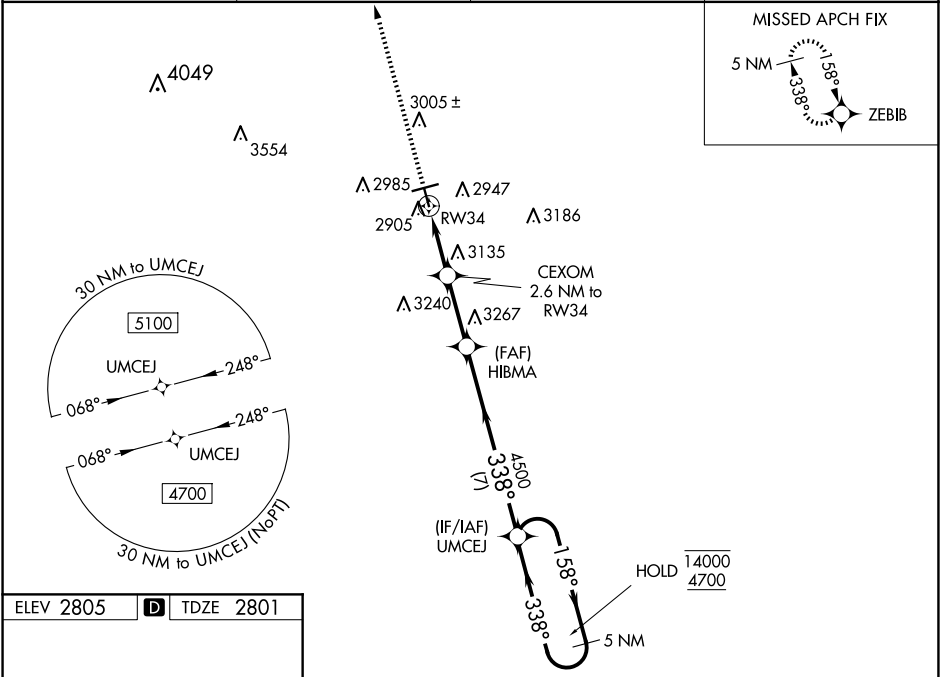 MISSED APCH FIX
5 NM
158°
338°
ZEBIB
4049
3554
3005 ±
2985
2947
2905
RW34
3186
3135
CEXOM
2.6 NM to
RW34
3240
3267
(FAF)
HIBMA
30 NM to UMCEJ
5100
UMCEJ
248°
068°
248°
068°
UMCEJ
4700
30 NM to UMCEJ (NoPT)
4500
338°
(7)
(IF/IAF)
UMCEJ
158°
338°
HOLD
14000
4700
5 NM
ELEV 2805
D
TDZE 2801